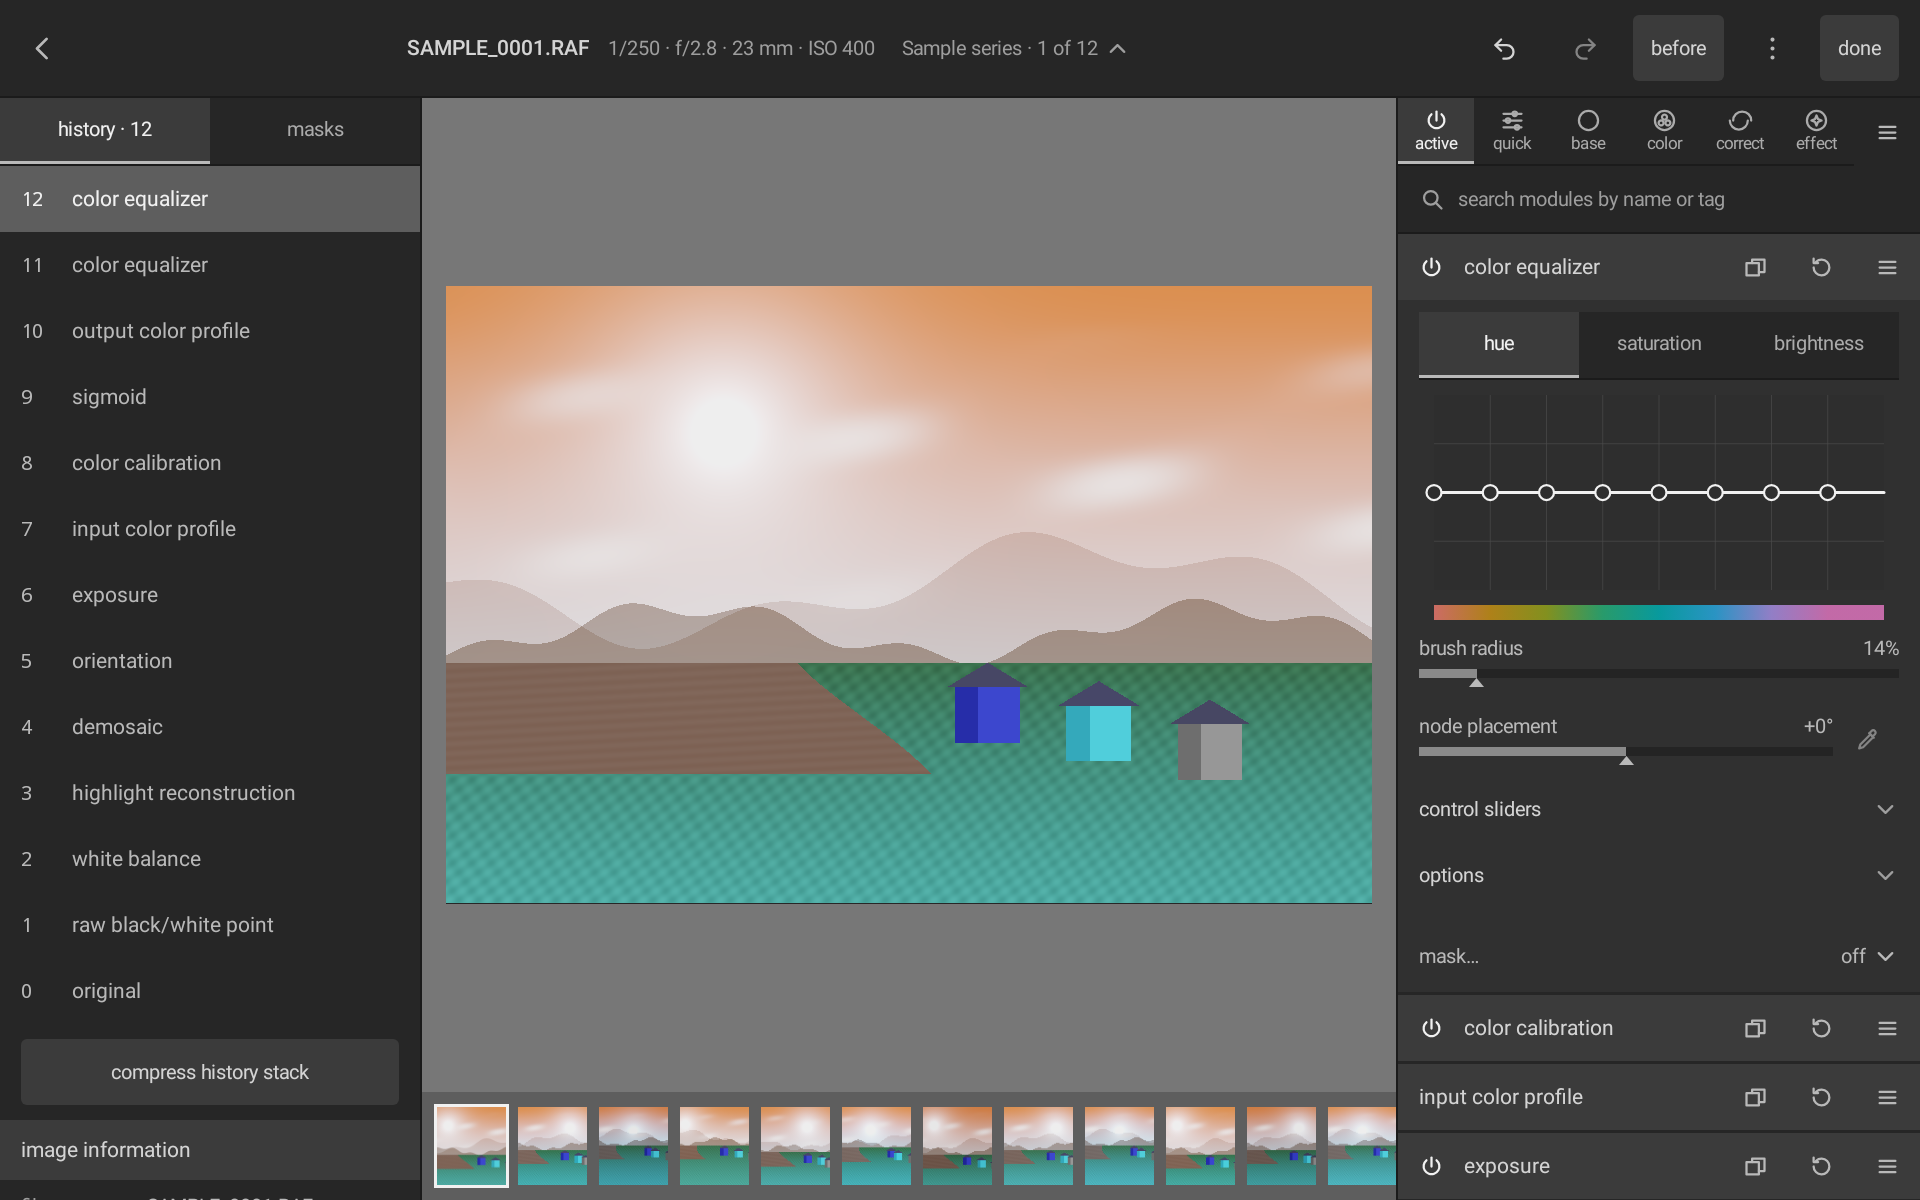 SAMPLE_0001.RAF 1/250 · f/2.8 · 23 mm · ISO 400 Sample series · 1 of 12
before
done
history · 12
masks
12 color equalizer
11 color equalizer
10 output color profile
9 sigmoid
8 color calibration
7 input color profile
6 exposure
5 orientation
4 demosaic
3 highlight reconstruction
2 white balance
1 raw black/white point
0 original
compress history stack
image information
active
quick
base
color
correct
effect
search modules by name or tag
color equalizer
hue
saturation
brightness
brush radius 14%
node placement +0°
control sliders
options
mask... off
color calibration
input color profile
exposure